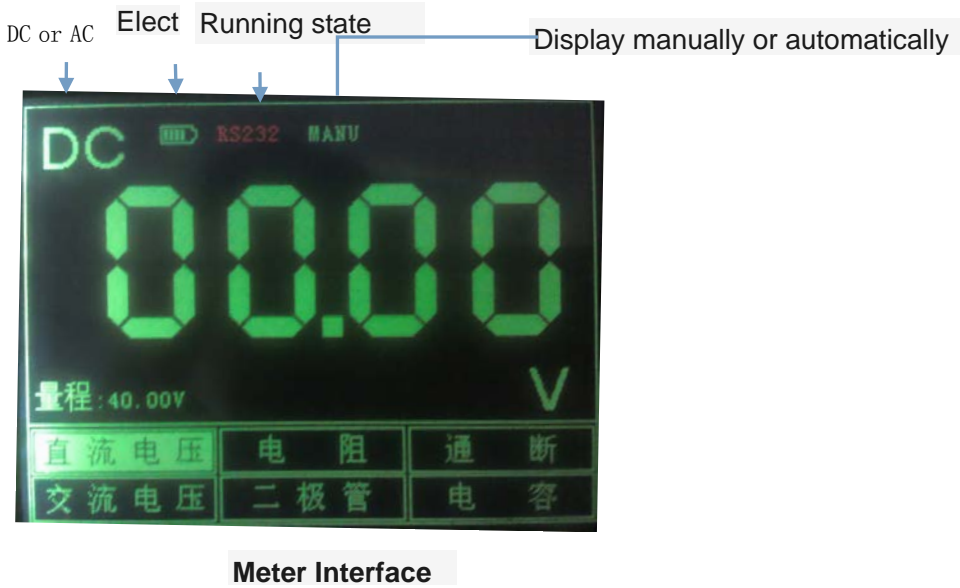 DC or AC Elect Running state
Display manually or automatically
DC RS232 MANU
00.00
V
量程:40.00V
直流电压 电阻 通断
交流电压 二极管 电容
Meter Interface